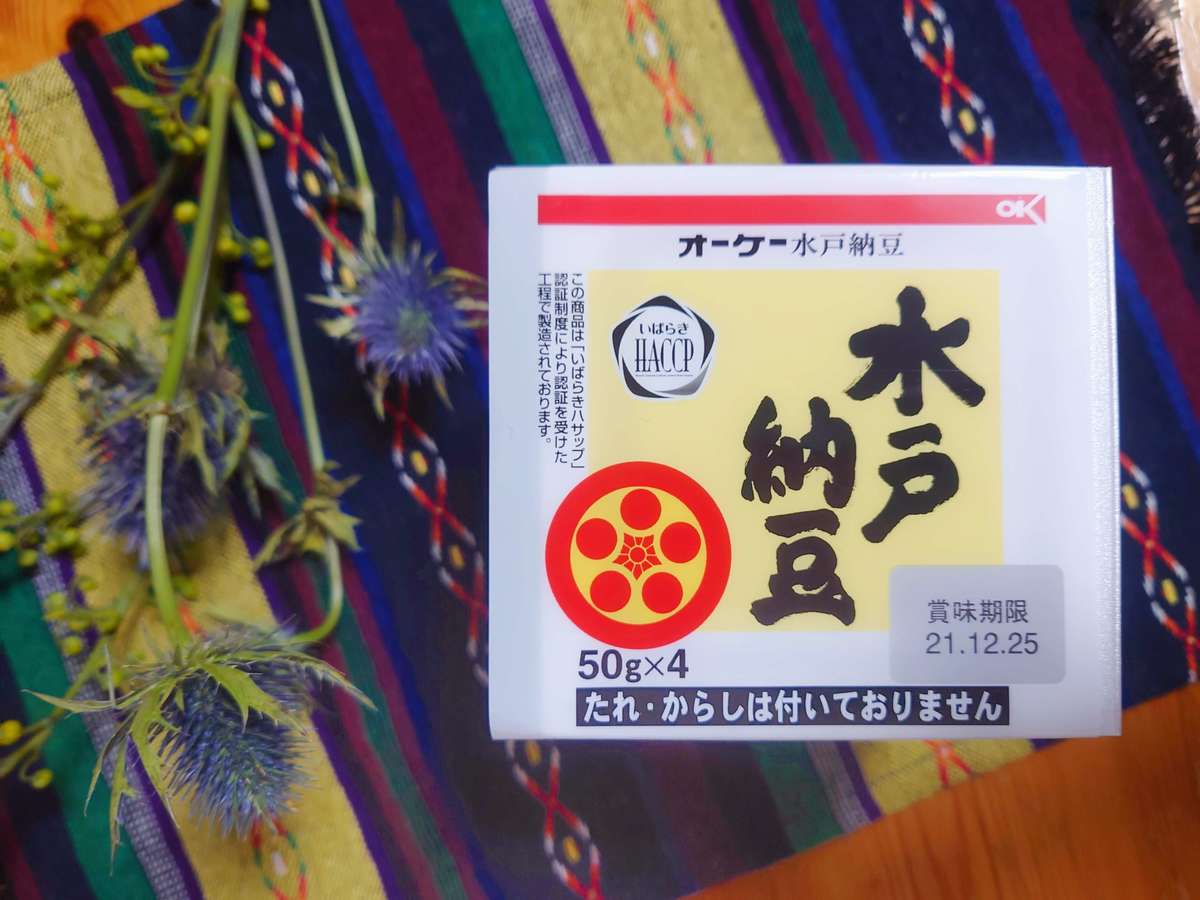 OK
オーケー水戸納豆
この商品は「いばらきハサップ」
認証制度により認証を受けた
工程で製造されております。
いばらき
HACCP
水戸
納豆
賞味期限
21.12.25
50g×4
たれ・からしは付いておりません